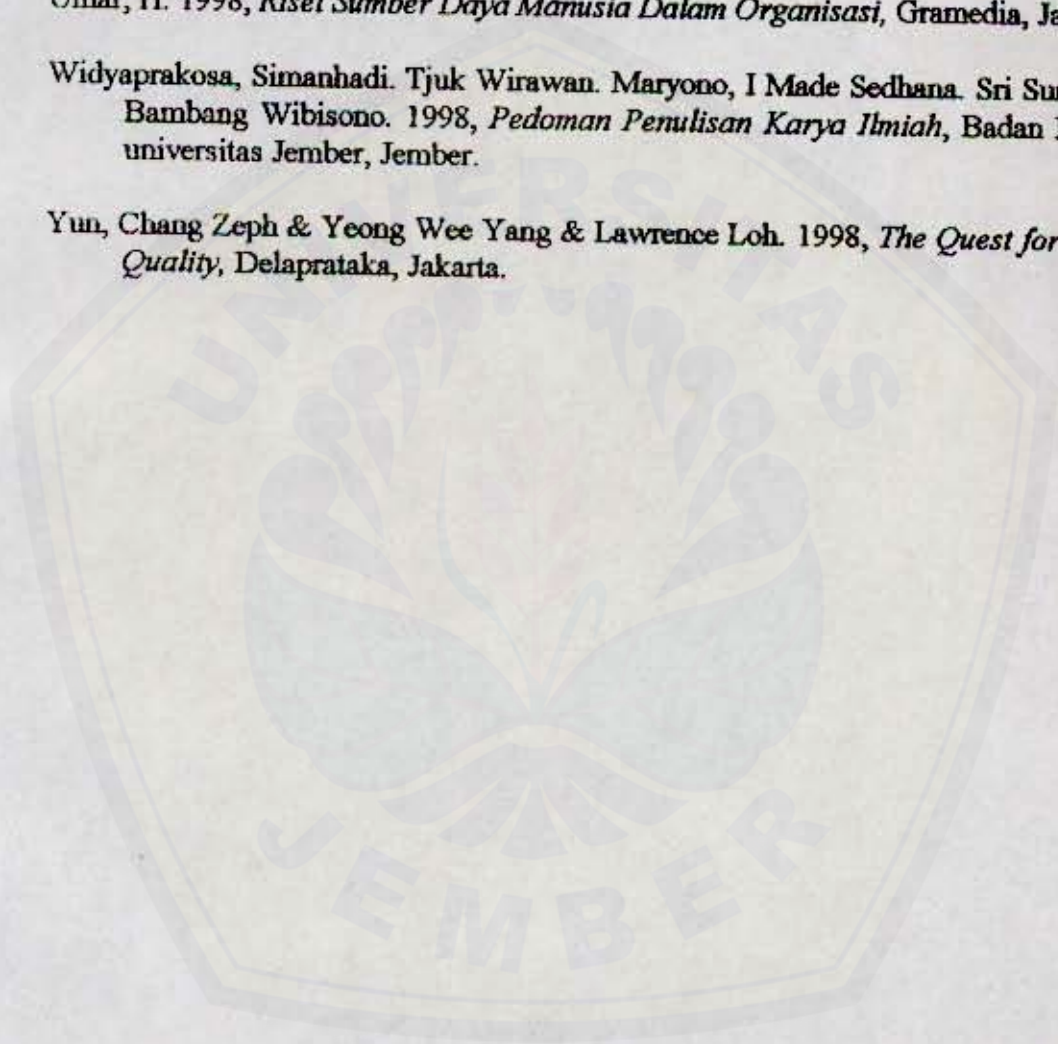 Umar, H. 1998, Riset Sumber Daya Manusia Dalam Organisasi, Gramedia,
Widyaprakosa, Simanhadi. Tjuk Wirawan. Maryono, I Made Sedhana. Sri
Bambang Wibisono. 1998, Pedoman Penulisan Karya Ilmiah, Badan
universitas Jember, Jember.
Yun, Chang Zeph & Yeong Wee Yang & Lawrence Loh. 1998, The Quest for
Quality, Delaprataka, Jakarta.
UNIVERSITAS
JEMBER